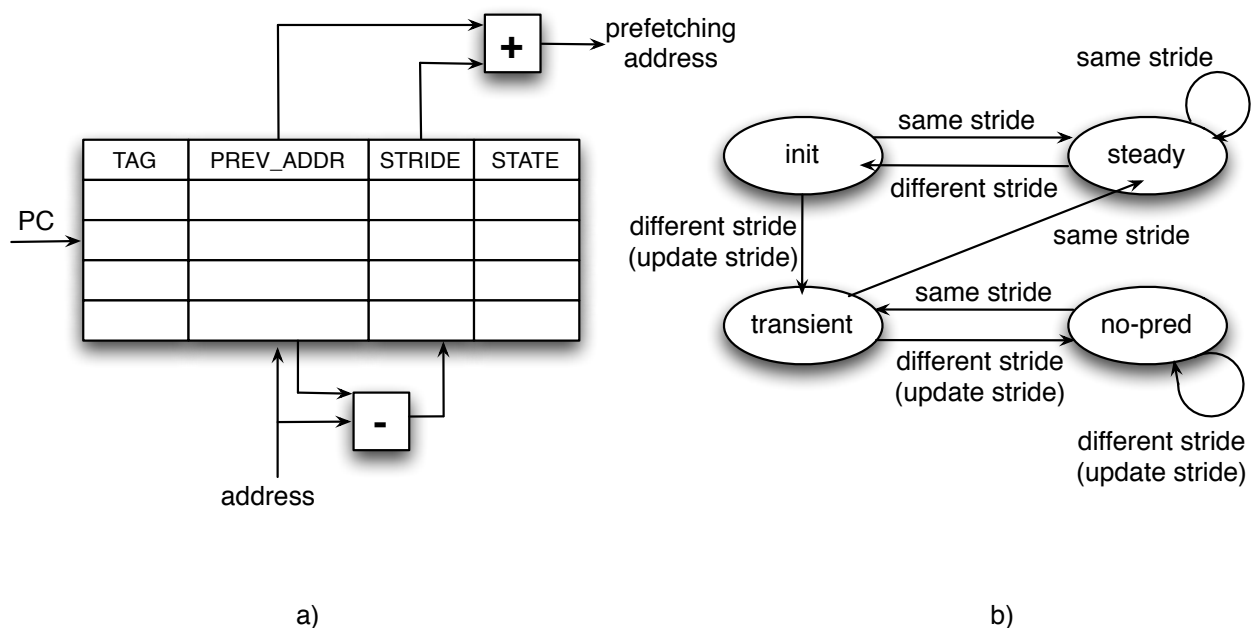 prefetching
address
+
TAG PREV_ADDR STRIDE STATE
PC
-
address
a)
same stride
init
same stride
steady
different stride
different stride
(update stride)
same stride
transient
same stride
no-pred
different stride
(update stride)
different stride
(update stride)
b)